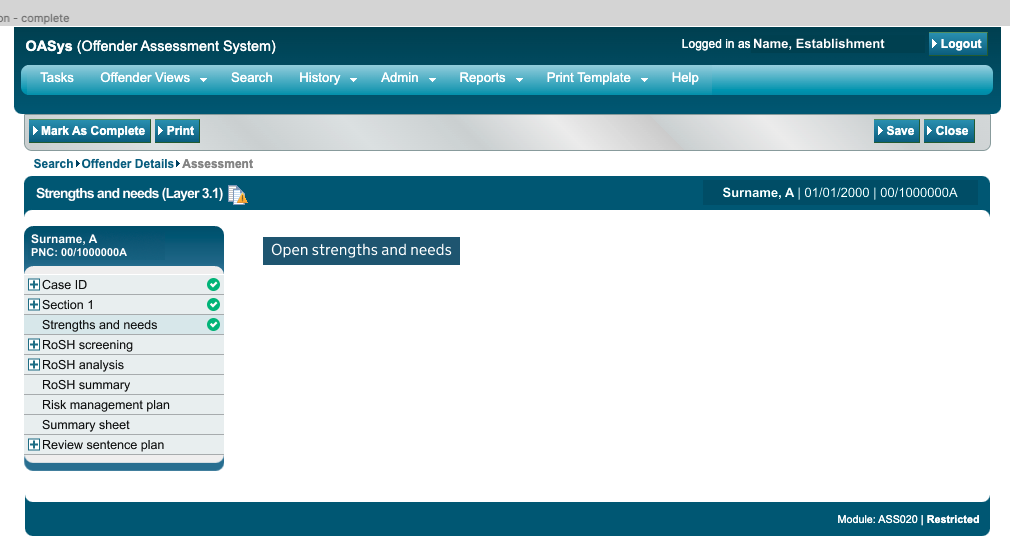 on - complete
OASys (Offender Assessment System)
Logged in as Name, Establishment
Logout
Tasks Offender Views Search History Admin Reports Print Template Help
Mark As Complete Print Save Close
Search Offender Details Assessment
Strengths and needs (Layer 3.1)
Surname, A | 01/01/2000 | 00/1000000A
Surname, A
PNC: 00/1000000A
Open strengths and needs
Case ID
Section 1
Strengths and needs
RoSH screening
RoSH analysis
RoSH summary
Risk management plan
Summary sheet
Review sentence plan
Module: ASS020 | Restricted